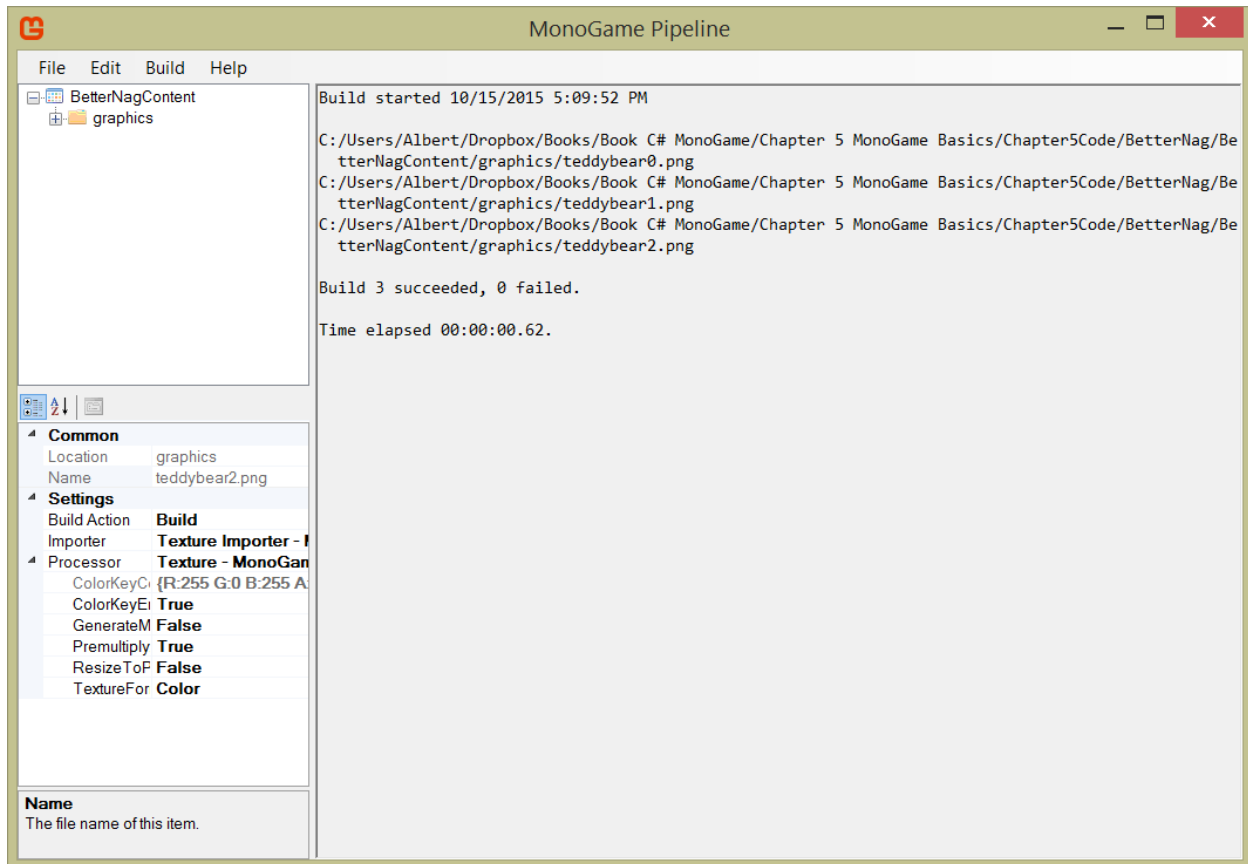 MonoGame Pipeline
File Edit Build Help
BetterNagContent
graphics
Build started 10/15/2015 5:09:52 PM
C:/Users/Albert/Dropbox/Books/Book C# MonoGame/Chapter 5 MonoGame Basics/Chapter5Code/BetterNag/Be
tterNagContent/graphics/teddybear0.png
C:/Users/Albert/Dropbox/Books/Book C# MonoGame/Chapter 5 MonoGame Basics/Chapter5Code/BetterNag/Be
tterNagContent/graphics/teddybear1.png
C:/Users/Albert/Dropbox/Books/Book C# MonoGame/Chapter 5 MonoGame Basics/Chapter5Code/BetterNag/Be
tterNagContent/graphics/teddybear2.png
Build 3 succeeded, 0 failed.
Time elapsed 00:00:00.62.
Common
Location graphics
Name teddybear2.png
Settings
Build Action Build
Importer Texture Importer -
Processor Texture - MonoGam
ColorKeyC {R:255 G:0 B:255 A:
ColorKeyE True
GenerateM False
Premultiply True
ResizeToP False
TextureFor Color
Name
The file name of this item.